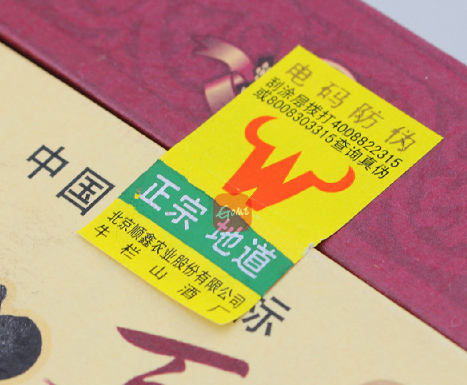 电码防伪
刮涂层拨打4008822315
或8008303315查询真伪
中国
正宗 地道
北京顺鑫农业股份有限公司
牛栏山酒厂
标